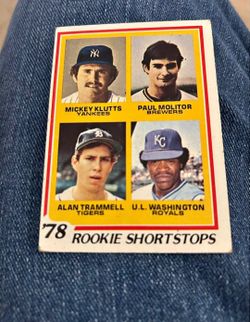 MICKEY KLUTTS
YANKEES
PAUL MOLITOR
BREWERS
ALAN TRAMMELL
TIGERS
U.L. WASHINGTON
ROYALS
'78 ROOKIE SHORTSTOPS